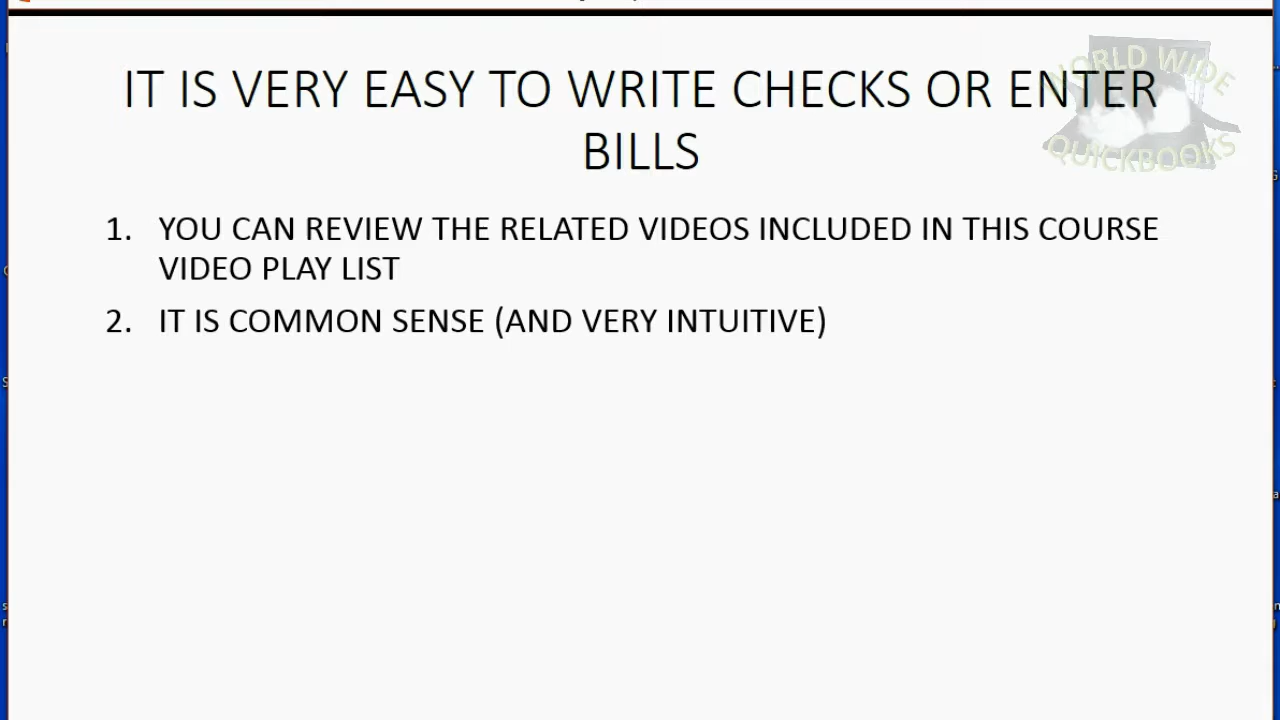 IT IS VERY EASY TO WRITE CHECKS OR ENTER
BILLS
WORLD WIDE
QUICKBOOKS
1. YOU CAN REVIEW THE RELATED VIDEOS INCLUDED IN THIS COURSE
VIDEO PLAY LIST
2. IT IS COMMON SENSE (AND VERY INTUITIVE)